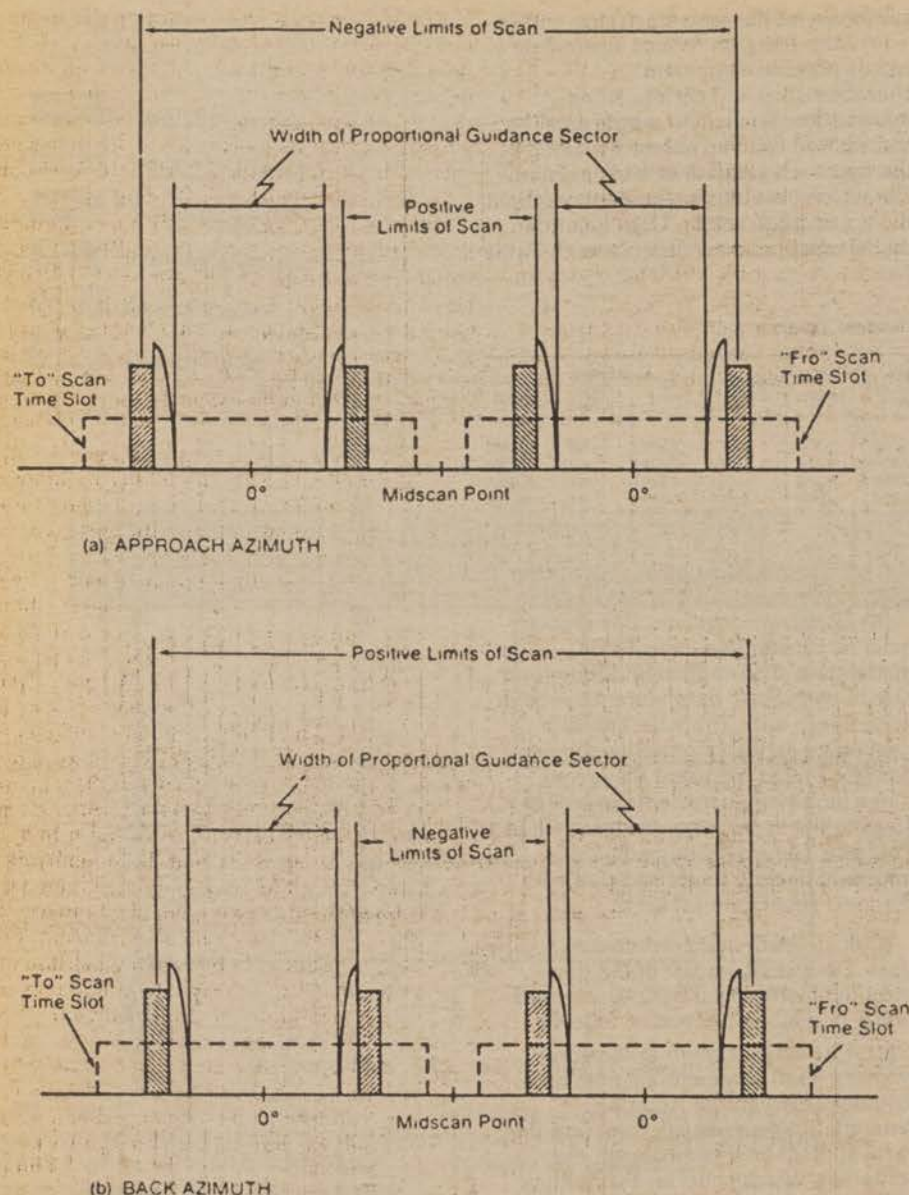 Negative Limits of Scan
Width of Proportional Guidance Sector
Positive
Limits of Scan
"To" Scan
Time Slot
"Fro" Scan
Time Slot
0°
Midscan Point
0°
(a) APPROACH AZIMUTH
Positive Limits of Scan
Width of Proportional Guidance Sector
Negative
Limits of Scan
"To" Scan
Time Slot
"Fro" Scan
Time Slot
0°
Midscan Point
0°
(b) BACK AZIMUTH